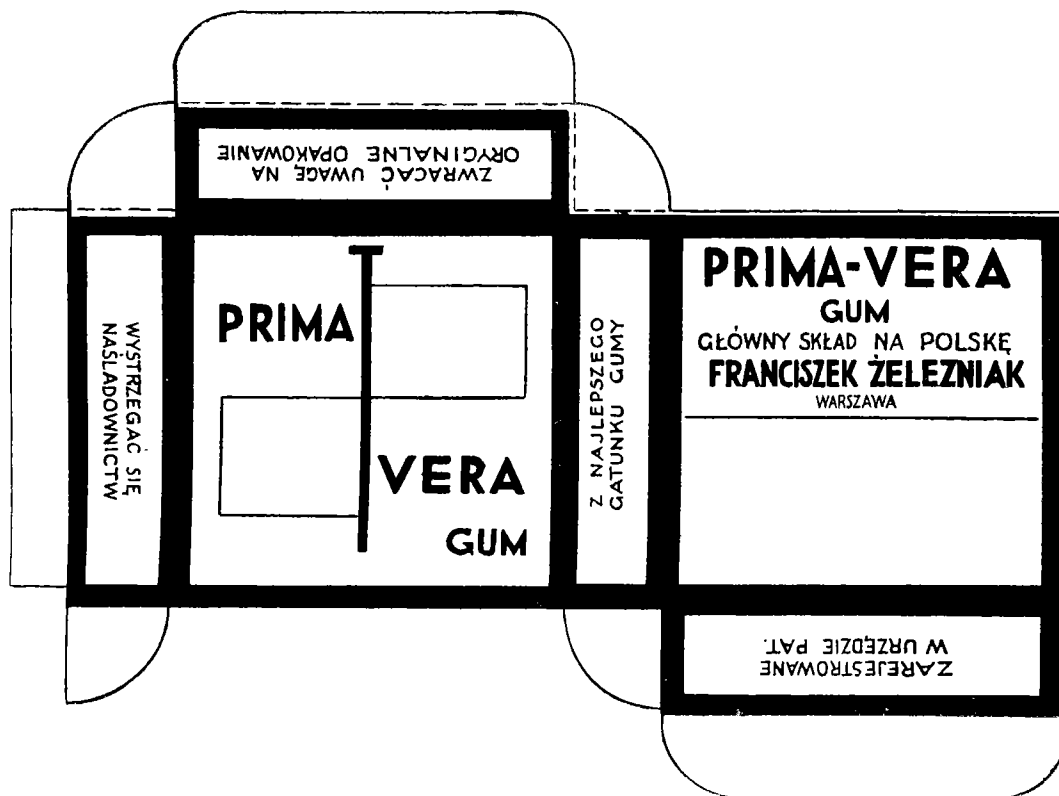 ZWRACAĆ UWAGĘ NA
ORYGINALNE OPAKOWANIE
WYSTRZEGAĆ SIĘ
NAŚLADOWNICTW
PRIMA
VERA
GUM
Z NAJLEPSZEGO
GATUNKU GUMY
PRIMA-VERA
GUM
GŁÓWNY SKŁAD NA POLSKĘ
FRANCISZEK ŻELEZNIAK
WARSZAWA
ZAREJESTROWANE
W URZĘDZIE PAT.